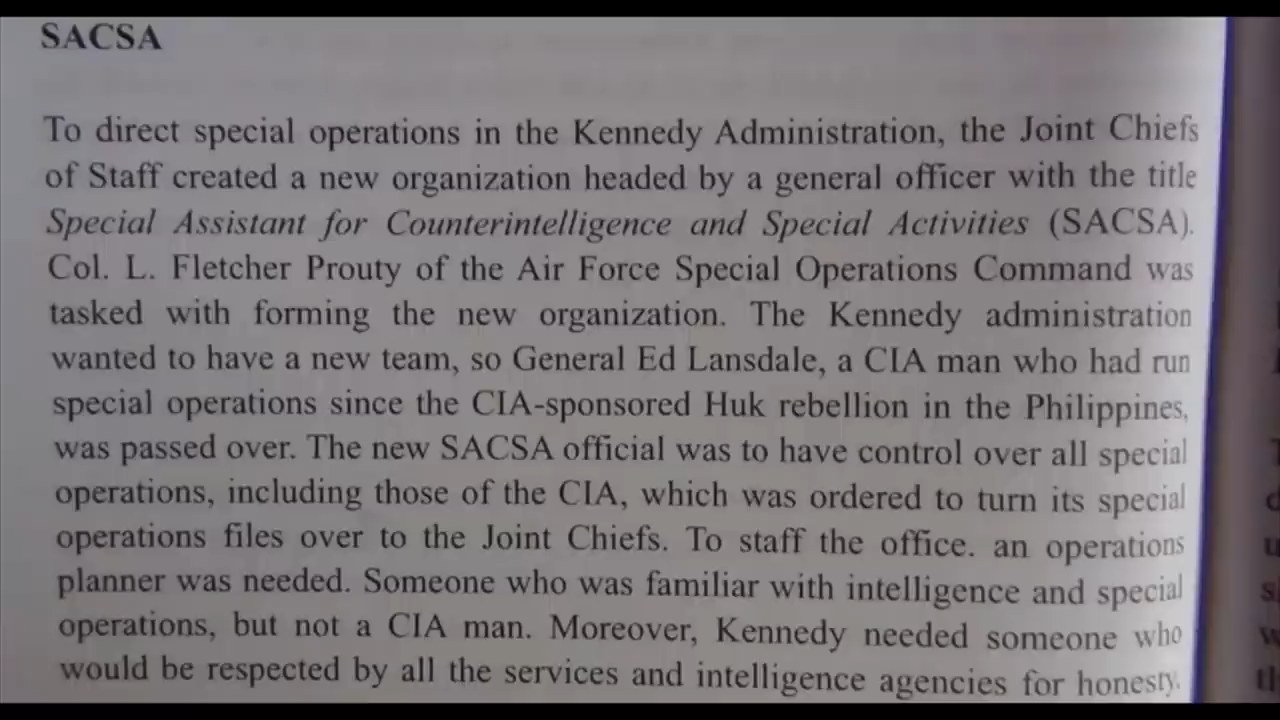 SACSA
To direct special operations in the Kennedy Administration, the Joint Chiefs
of Staff created a new organization headed by a general officer with the title
Special Assistant for Counterintelligence and Special Activities (SACSA).
Col. L. Fletcher Prouty of the Air Force Special Operations Command was
tasked with forming the new organization. The Kennedy administration
wanted to have a new team, so General Ed Lansdale, a CIA man who had run
special operations since the CIA-sponsored Huk rebellion in the Philippines,
was passed over. The new SACSA official was to have control over all special
operations, including those of the CIA, which was ordered to turn its special
operations files over to the Joint Chiefs. To staff the office. an operations
planner was needed. Someone who was familiar with intelligence and special
operations, but not a CIA man. Moreover, Kennedy needed someone who
would be respected by all the services and intelligence agencies for honesty.